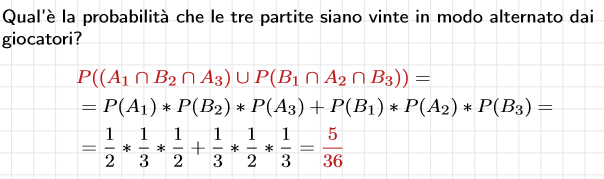 Qual'è la probabilità che le tre partite siano vinte in modo alternato dai
giocatori?
P((A₁ ∩ B₂ ∩ A₃) ∪ P(B₁ ∩ A₂ ∩ B₃)) =
= P(A₁) * P(B₂) * P(A₃) + P(B₁) * P(A₂) * P(B₃) =
= 1/2 * 1/3 * 1/2 + 1/3 * 1/2 * 1/3 = 5/36